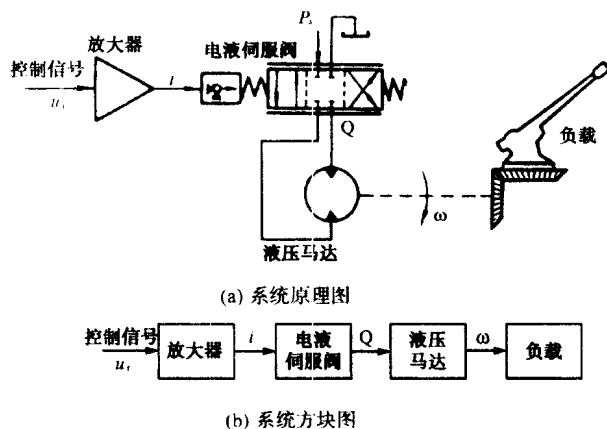 放大器
控制信号
u_r
i
电液伺服阀
P_s
Q
液压马达
ω
负载
(a) 系统原理图
控制信号
u_r
放大器
i
电液
伺服阀
Q
液压
马达
ω
负载
(b) 系统方块图